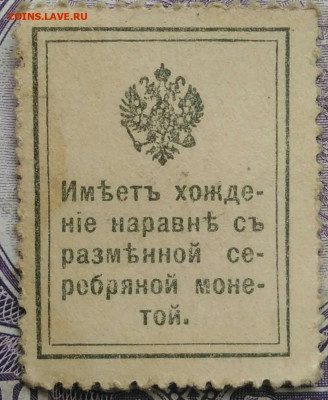 COINS.LAVE.RU
Имѣетъ хожде-
ніе наравнѣ съ
размѣнной се-
ребряной моне-
той.